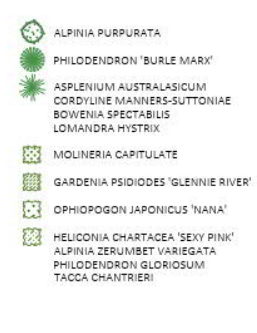 ALPINIA PURPURATA
PHILODENDRON 'BURLE MARX'
ASPLENIUM AUSTRALASICUM
CORDYLINE MANNERS-SUTTONIAE
BOWENIA SPECTABILIS
LOMANDRA HYSTRIX
MOLINERIA CAPITULATE
GARDENIA PSIDIODES 'GLENNIE RIVER'
OPHIOPOGON JAPONICUS 'NANA'
HELICONIA CHARTACEA 'SEXY PINK'
ALPINIA ZERUMBET VARIEGATA
PHILODENDRON GLORIOSUM
TACCA CHANTRIERI